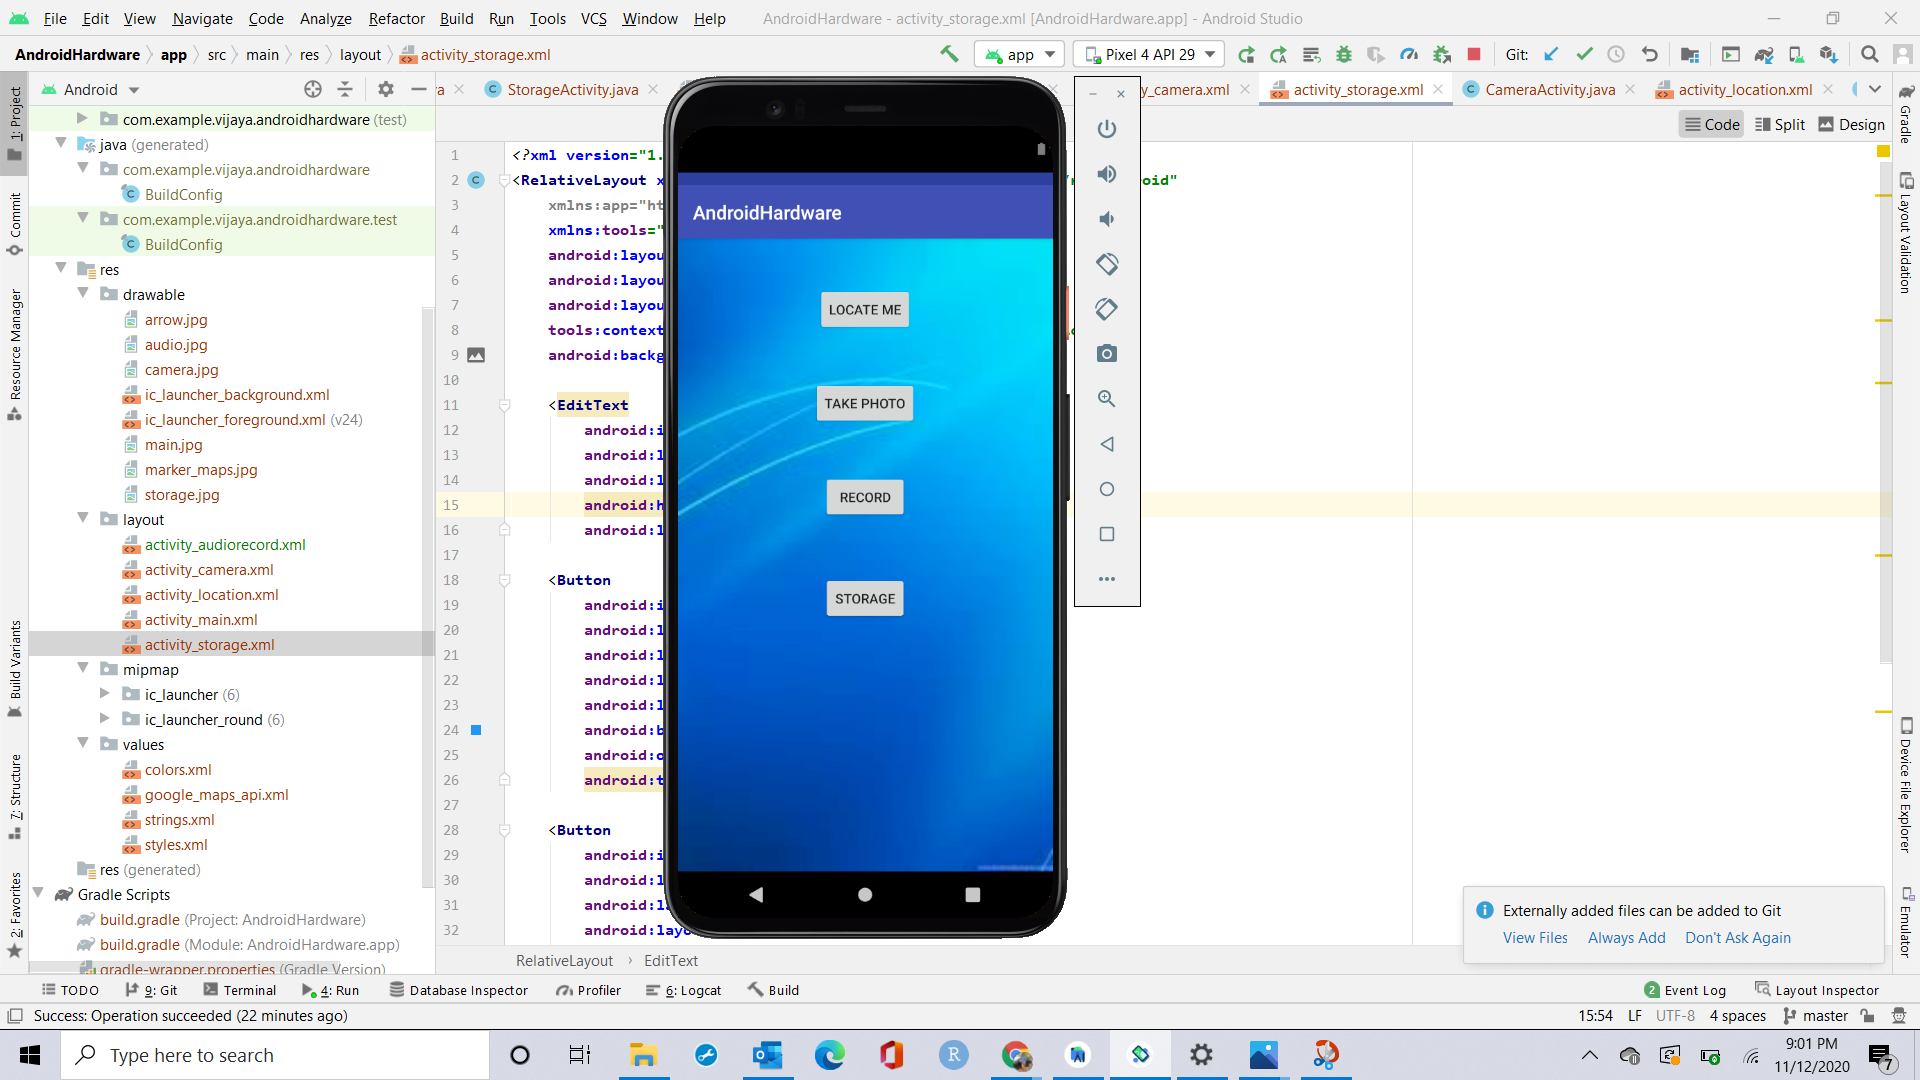 File Edit View Navigate Code Analyze Refactor Build Run Tools VCS Window Help AndroidHardware - activity_storage.xml [AndroidHardware.app] - Android Studio
AndroidHardware app src main res layout activity_storage.xml app Pixel 4 API 29 Git:
Android StorageActivity.java y_camera.xml activity_storage.xml CameraActivity.java activity_location.xml
Code Split Design
1: Project
Commit
Resource Manager
Build Variants
7: Structure
2: Favorites
com.example.vijaya.androidhardware (test)
java (generated)
com.example.vijaya.androidhardware
BuildConfig
com.example.vijaya.androidhardware.test
BuildConfig
res
drawable
arrow.jpg
audio.jpg
camera.jpg
ic_launcher_background.xml
ic_launcher_foreground.xml (v24)
main.jpg
marker_maps.jpg
storage.jpg
layout
activity_audiorecord.xml
activity_camera.xml
activity_location.xml
activity_main.xml
activity_storage.xml
mipmap
ic_launcher (6)
ic_launcher_round (6)
values
colors.xml
google_maps_api.xml
strings.xml
styles.xml
res (generated)
Gradle Scripts
build.gradle (Project: AndroidHardware)
build.gradle (Module: AndroidHardware.app)
gradle-wrapper.properties (Gradle Version)
1 <?xml version="1.
2 <RelativeLayout x
3 xmlns:app="ht
4 xmlns:tools="
5 android:layou
6 android:layou
7 android:layou
8 tools:context
9 android:backg
10
11 <EditText
12 android:i
13 android:l
14 android:l
15 android:h
16 android:l
17
18 <Button
19 android:i
20 android:l
21 android:l
22 android:l
23 android:l
24 android:b
25 android:o
26 android:t
27
28 <Button
29 android:i
30 android:l
31 android:la
32 android:layo
roid"
AndroidHardware
LOCATE ME
TAKE PHOTO
RECORD
STORAGE
Gradle
Layout Validation
Device File Explorer
Emulator
Externally added files can be added to Git
View Files Always Add Don't Ask Again
RelativeLayout EditText
TODO 9: Git Terminal 4: Run Database Inspector Profiler 6: Logcat Build 2 Event Log Layout Inspector
Success: Operation succeeded (22 minutes ago) 15:54 LF UTF-8 4 spaces master
Type here to search
R
9:01 PM
11/12/2020
7